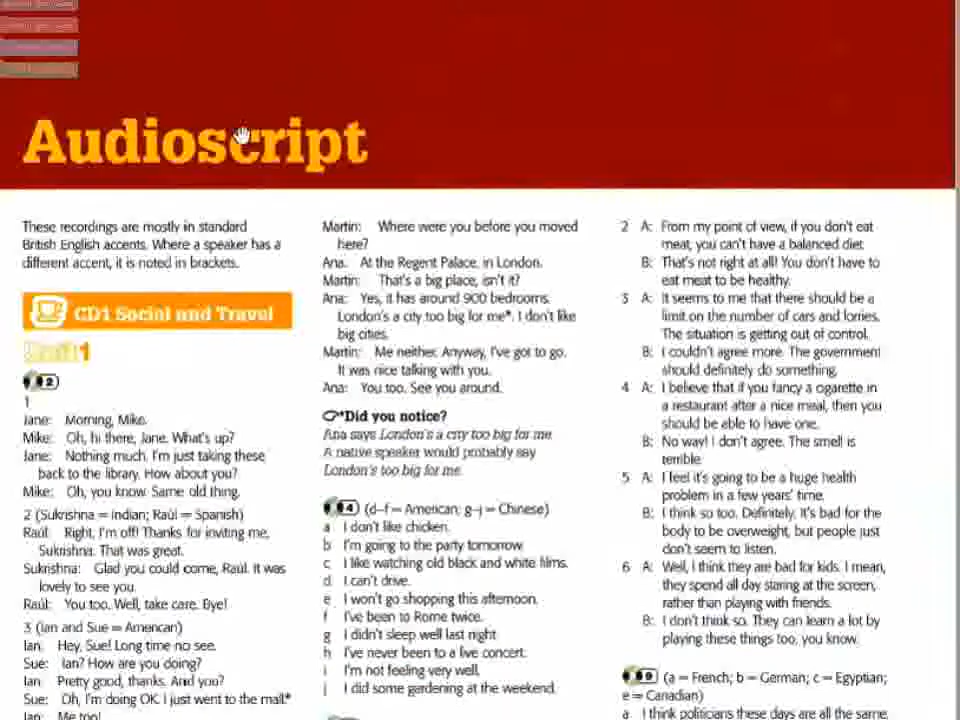 Audioscript
These recordings are mostly in standard
British English accents. Where a speaker has a
different accent, it is noted in brackets.
CD1 Social and Travel
Unit 1
2
1
Jane: Morning, Mike.
Mike: Oh, hi there, Jane. What's up?
Jane: Nothing much. I'm just taking these
back to the library. How about you?
Mike: Oh, you know. Same old thing.
2 (Sukrishna = Indian; Raúl = Spanish)
Raúl: Right, I'm off! Thanks for inviting me,
Sukrishna. That was great.
Sukrishna: Glad you could come, Raúl. It was
lovely to see you.
Raúl: You too. Well, take care. Bye!
3 (Ian and Sue = American)
Ian: Hey, Sue! Long time no see.
Sue: Ian? How are you doing?
Ian: Pretty good, thanks. And you?
Sue: Oh, I'm doing OK. I just went to the mall*
Ian: Me too!
Martin: Where were you before you moved
here?
Ana: At the Regent Palace, in London.
Martin: That's a big place, isn't it?
Ana: Yes, it has around 900 bedrooms.
London's a city too big for me*. I don't like
big cities.
Martin: Me neither. Anyway, I've got to go.
It was nice talking with you.
Ana: You too. See you around.
*Did you notice?
Ana says London's a city too big for me
A native speaker would probably say
London's too big for me.
4 (d–f = American; g–j = Chinese)
a I don't like chicken.
b I'm going to the party tomorrow
c I like watching old black and white films.
d I can't drive.
e I won't go shopping this afternoon.
f I've been to Rome twice.
g I didn't sleep well last night
h I've never been to a live concert.
i I'm not feeling very well.
j I did some gardening at the weekend.
2 A: From my point of view, if you don't eat
meat, you can't have a balanced diet
B: That's not right at all! You don't have to
eat meat to be healthy.
3 A: It seems to me that there should be a
limit on the number of cars and lorries.
The situation is getting out of control.
B: I couldn't agree more. The government
should definitely do something.
4 A: I believe that if you fancy a cigarette in
a restaurant after a nice meal, then you
should be able to have one.
B: No way! I don't agree. The smell is
terrible
5 A: I feel it's going to be a huge health
problem in a few years' time.
B: I think so too. Definitely. It's bad for the
body to be overweight, but people just
don't seem to listen.
6 A: Well, I think they are bad for kids. I mean,
they spend all day staring at the screen,
rather than playing with friends.
B: I don't think so. They can learn a lot by
playing these things too, you know.
(a = French; b = German; c = Egyptian;
e = Canadian)
a I think politicians these days are all the same